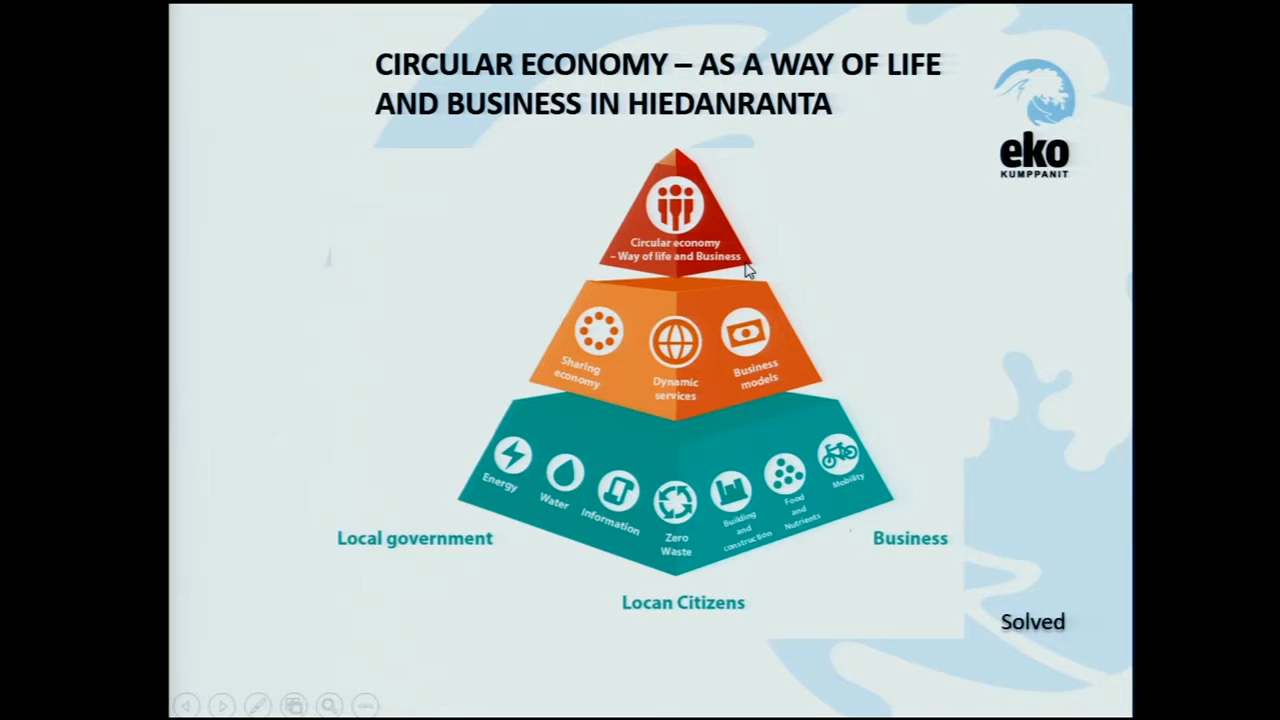 CIRCULAR ECONOMY – AS A WAY OF LIFE
AND BUSINESS IN HIEDANRANTA
eko
KUMPPANIT
Circular economy
– Way of life and Business
Sharing
economy
Dynamic
services
Business
models
Energy
Water
Information
Zero
Waste
Building
and
construction
Food
and
Nutrients
Mobility
Local government
Business
Locan Citizens
Solved